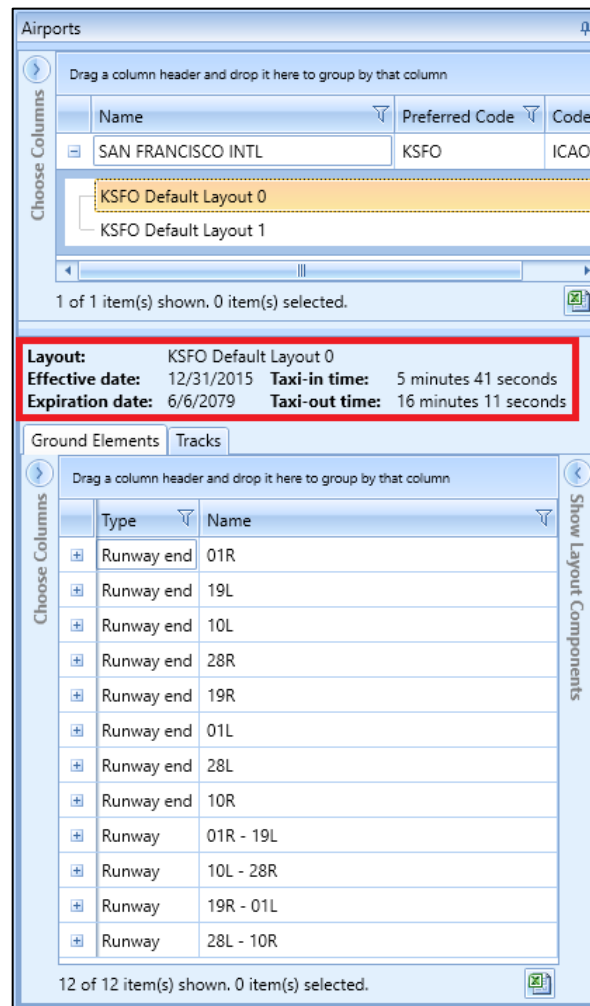 Airports
Choose Columns
Drag a column header and drop it here to group by that column
Name Preferred Code Code
SAN FRANCISCO INTL KSFO ICAO
KSFO Default Layout 0
KSFO Default Layout 1
1 of 1 item(s) shown. 0 item(s) selected.
Layout: KSFO Default Layout 0
Effective date: 12/31/2015 Taxi-in time: 5 minutes 41 seconds
Expiration date: 6/6/2079 Taxi-out time: 16 minutes 11 seconds
Ground Elements Tracks
Choose Columns
Drag a column header and drop it here to group by that column
Show Layout Components
Type Name
Runway end 01R
Runway end 19L
Runway end 10L
Runway end 28R
Runway end 19R
Runway end 01L
Runway end 28L
Runway end 10R
Runway 01R - 19L
Runway 10L - 28R
Runway 19R - 01L
Runway 28L - 10R
12 of 12 item(s) shown. 0 item(s) selected.